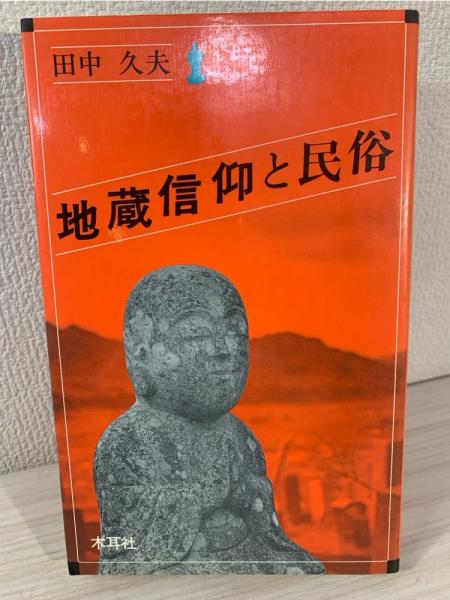 田中 久夫
地蔵信仰と民俗
木耳社